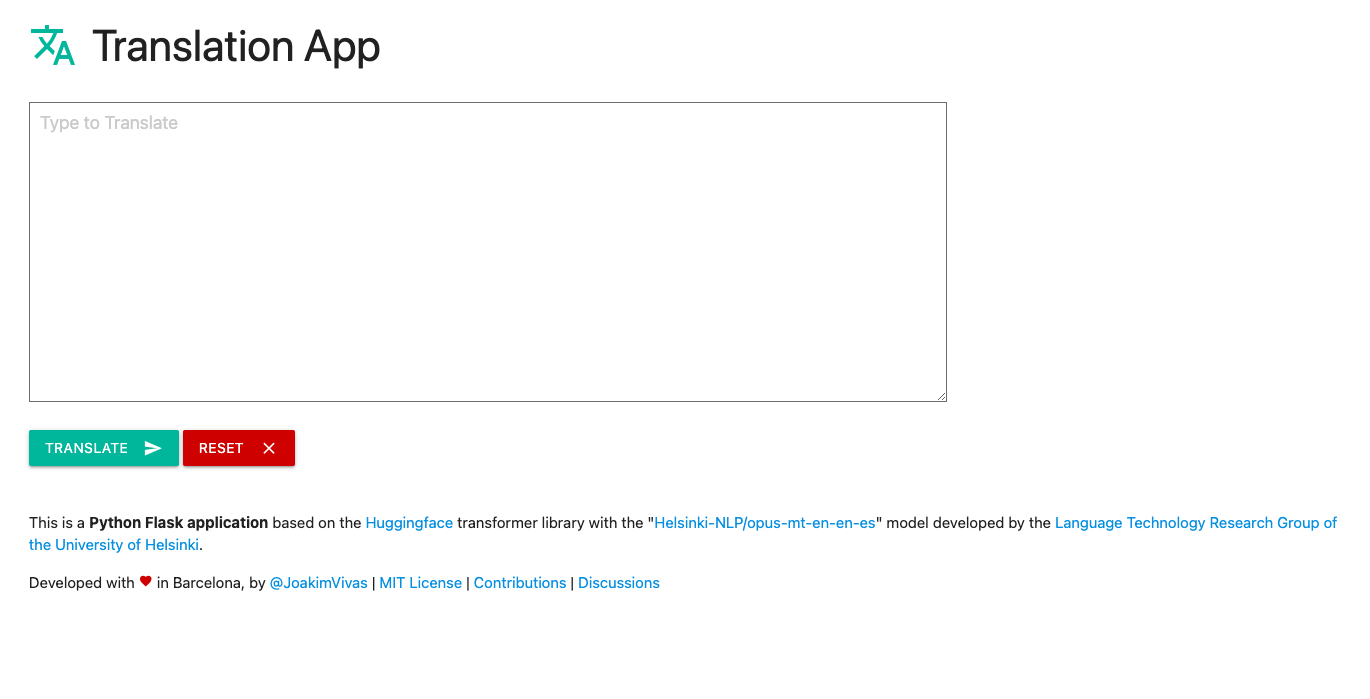 Translation App
Type to Translate
TRANSLATE
RESET
This is a Python Flask application based on the Huggingface transformer library with the "Helsinki-NLP/opus-mt-en-en-es" model developed by the Language Technology Research Group of
the University of Helsinki.
Developed with ♥ in Barcelona, by @JoakimVivas | MIT License | Contributions | Discussions